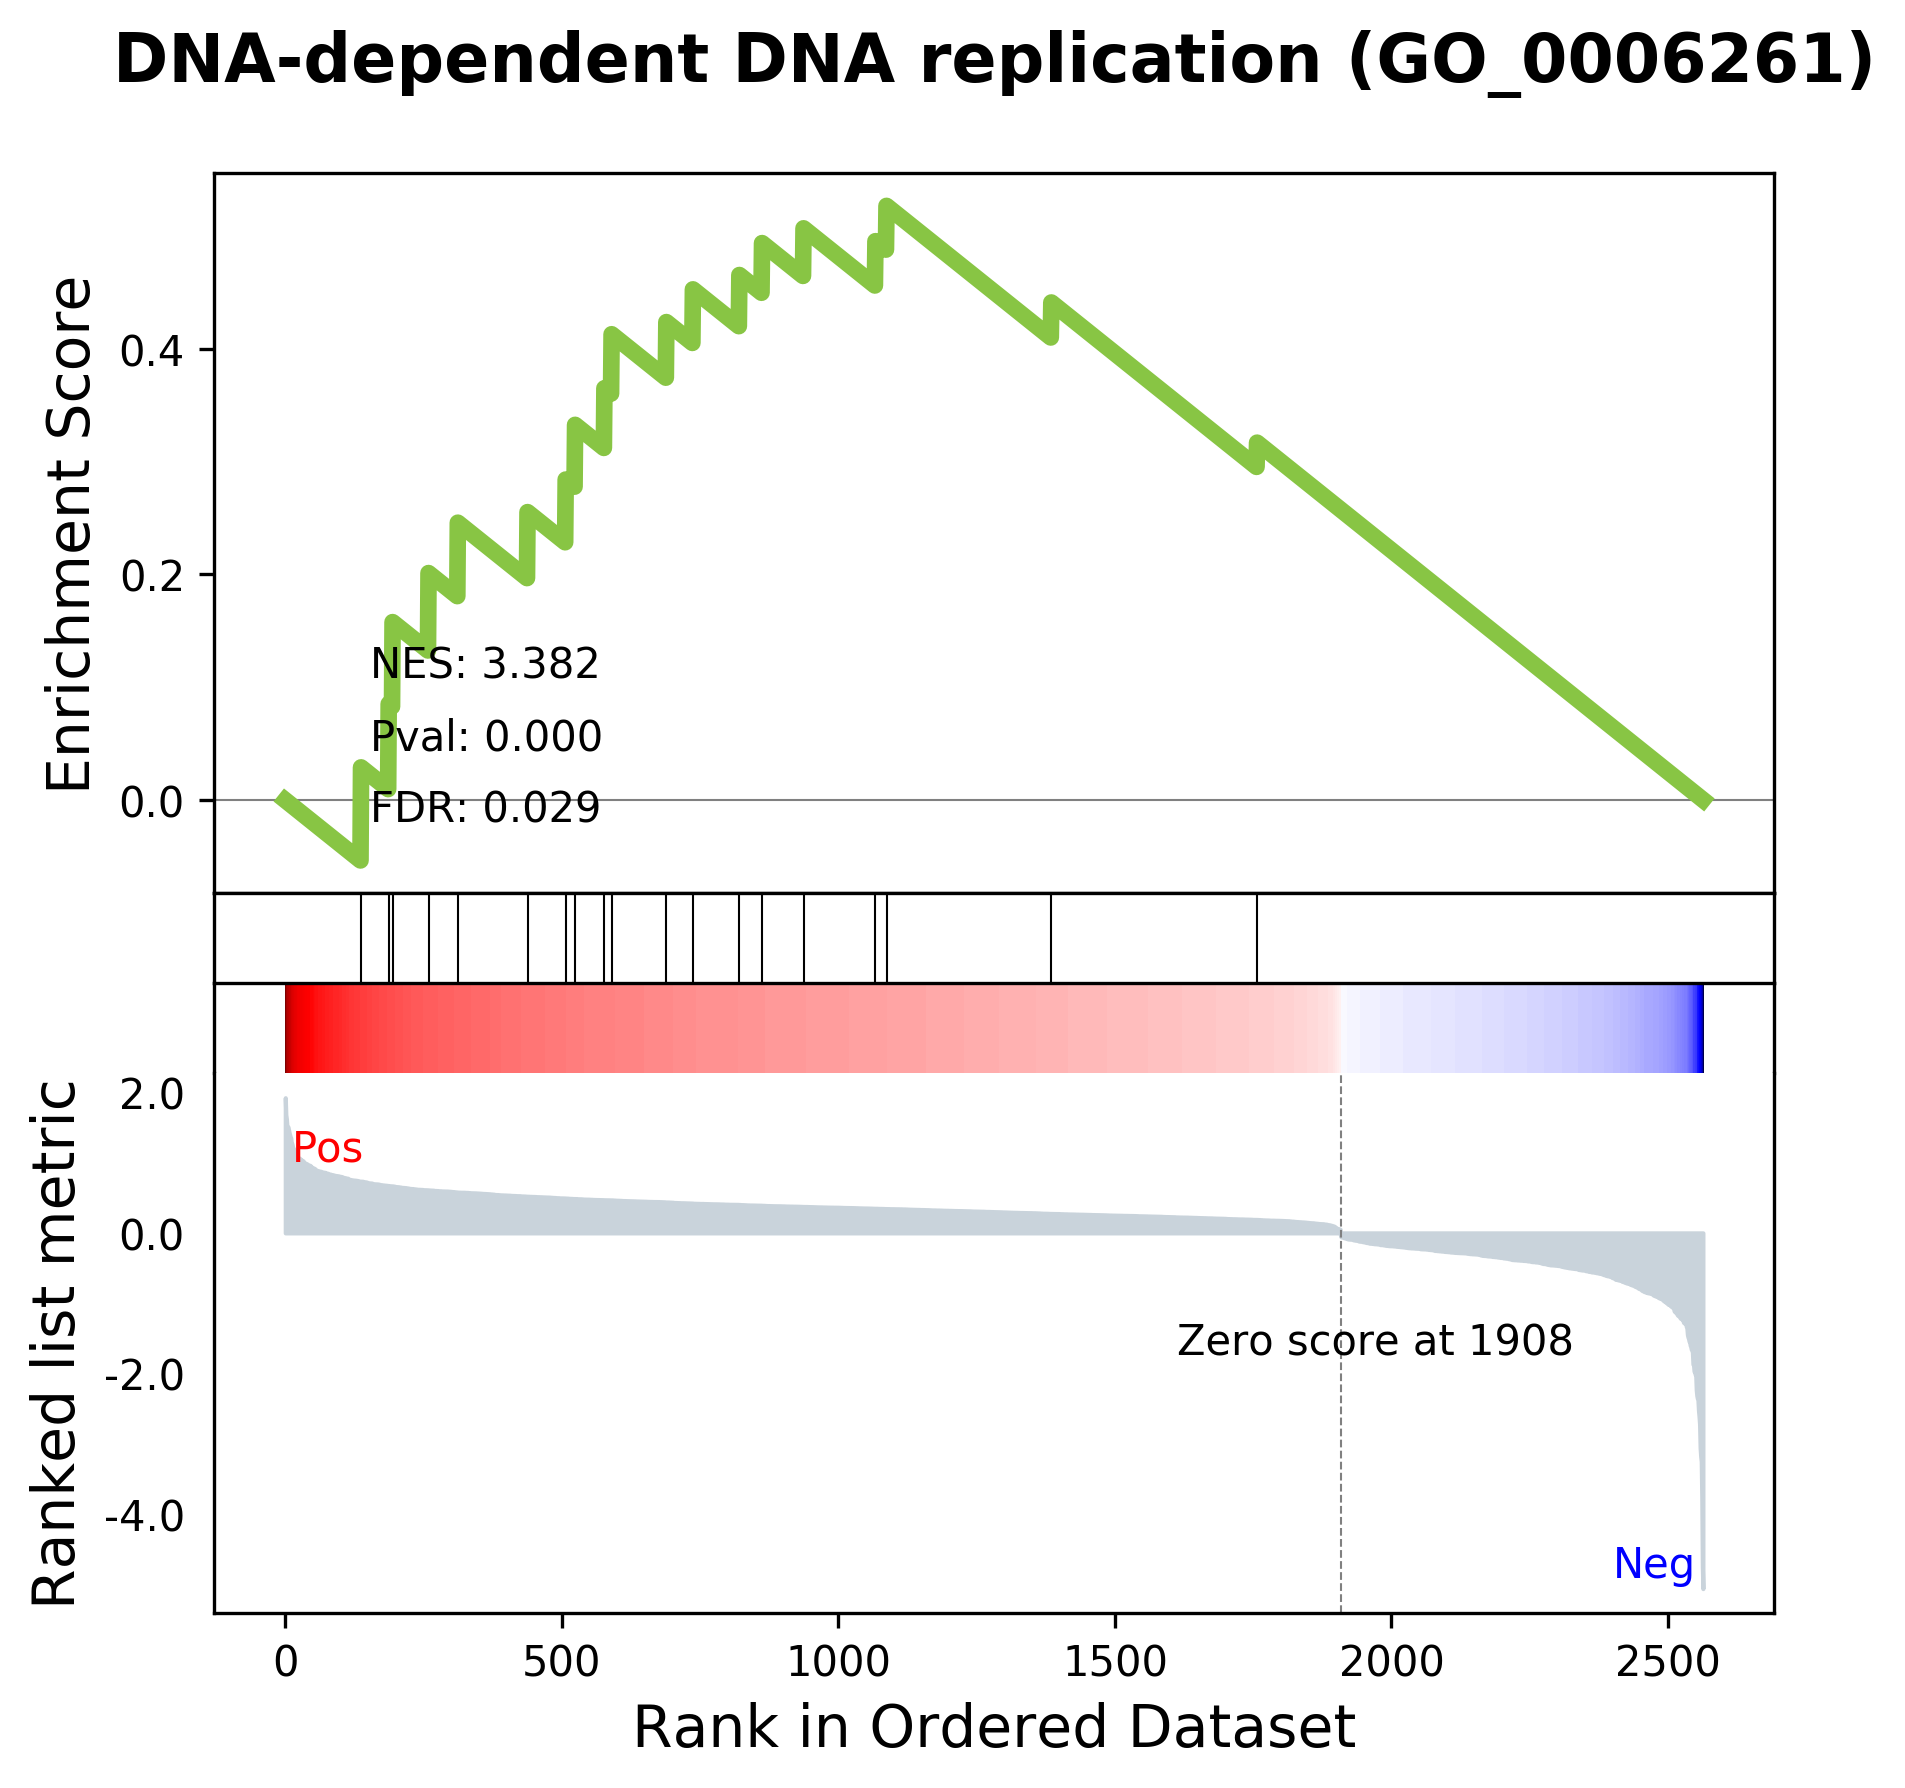 DNA-dependent DNA replication (GO_0006261)
Enrichment Score
0.4
0.2
0.0
NES: 3.382
Pval: 0.000
FDR: 0.029
Ranked list metric
2.0
0.0
-2.0
-4.0
Pos
Zero score at 1908
Neg
0 500 1000 1500 2000 2500
Rank in Ordered Dataset